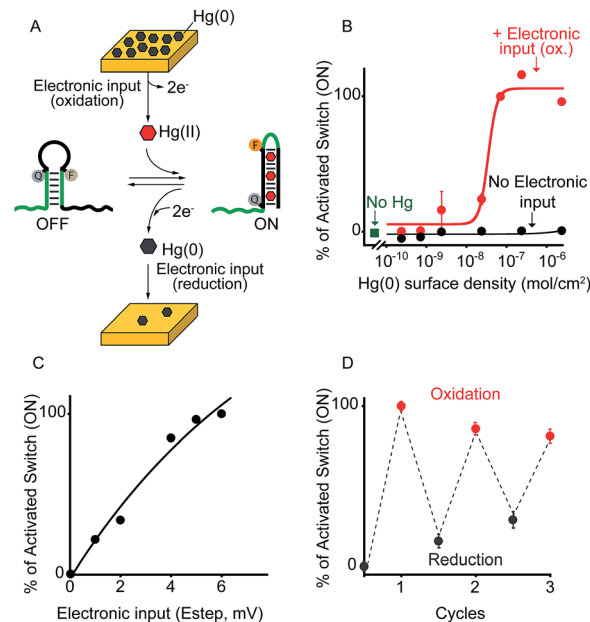 A
Hg(0)
Electronic input
(oxidation)
2e-
Hg(II)
Q
F
OFF
F
Q
ON
2e-
Hg(0)
Electronic input
(reduction)
B
+ Electronic
input (ox.)
% of Activated Switch (ON)
100
0
No Hg
No Electronic
input
10-10
10-9
10-8
10-7
10-6
Hg(0) surface density (mol/cm2)
C
% of Activated Switch (ON)
100
0
0
2
4
6
Electronic input (Estep, mV)
D
% of Activated Switch (ON)
100
0
Oxidation
Reduction
1
2
3
Cycles